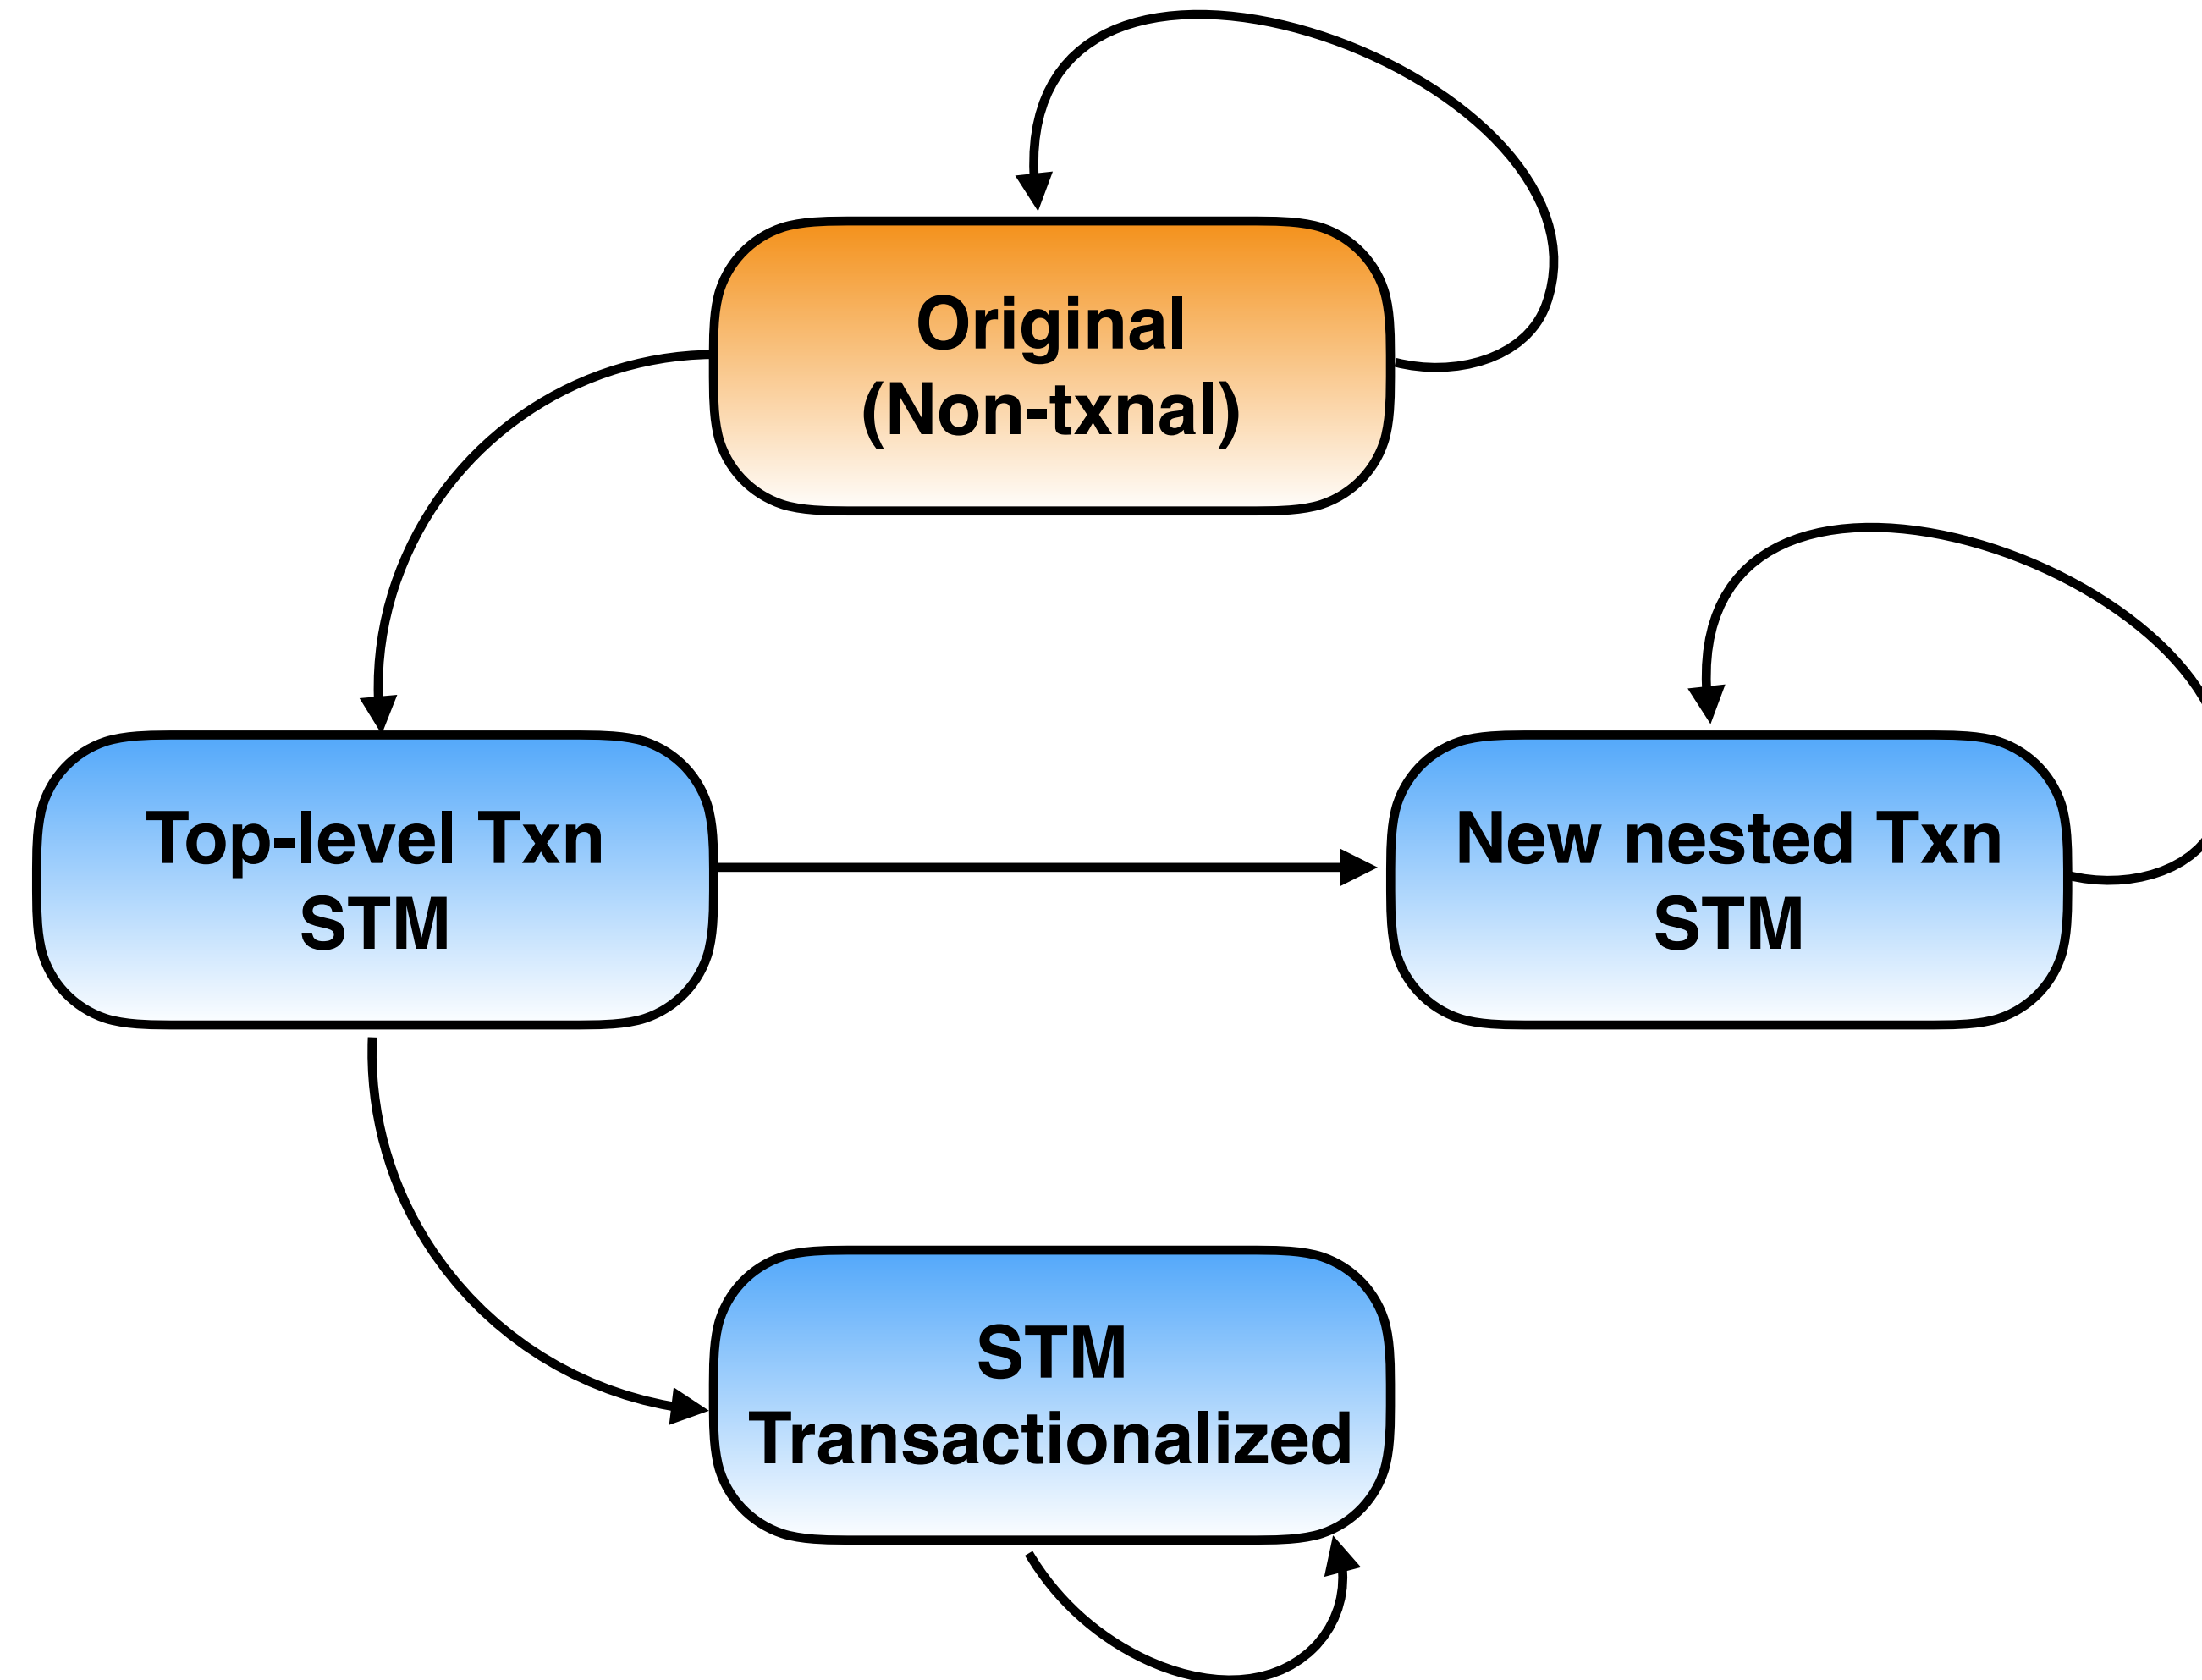 Original
(Non-txnal)
Top-level Txn
STM
New nested Txn
STM
STM
Transactionalized